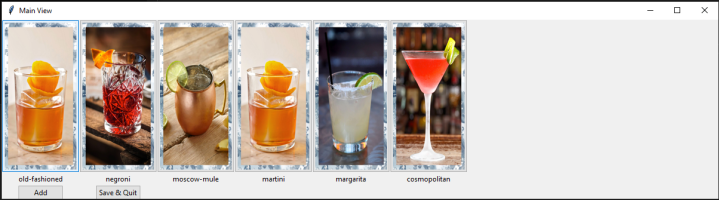 Main View
old-fashioned negroni moscow-mule martini margarita cosmopolitan
Add Save & Quit